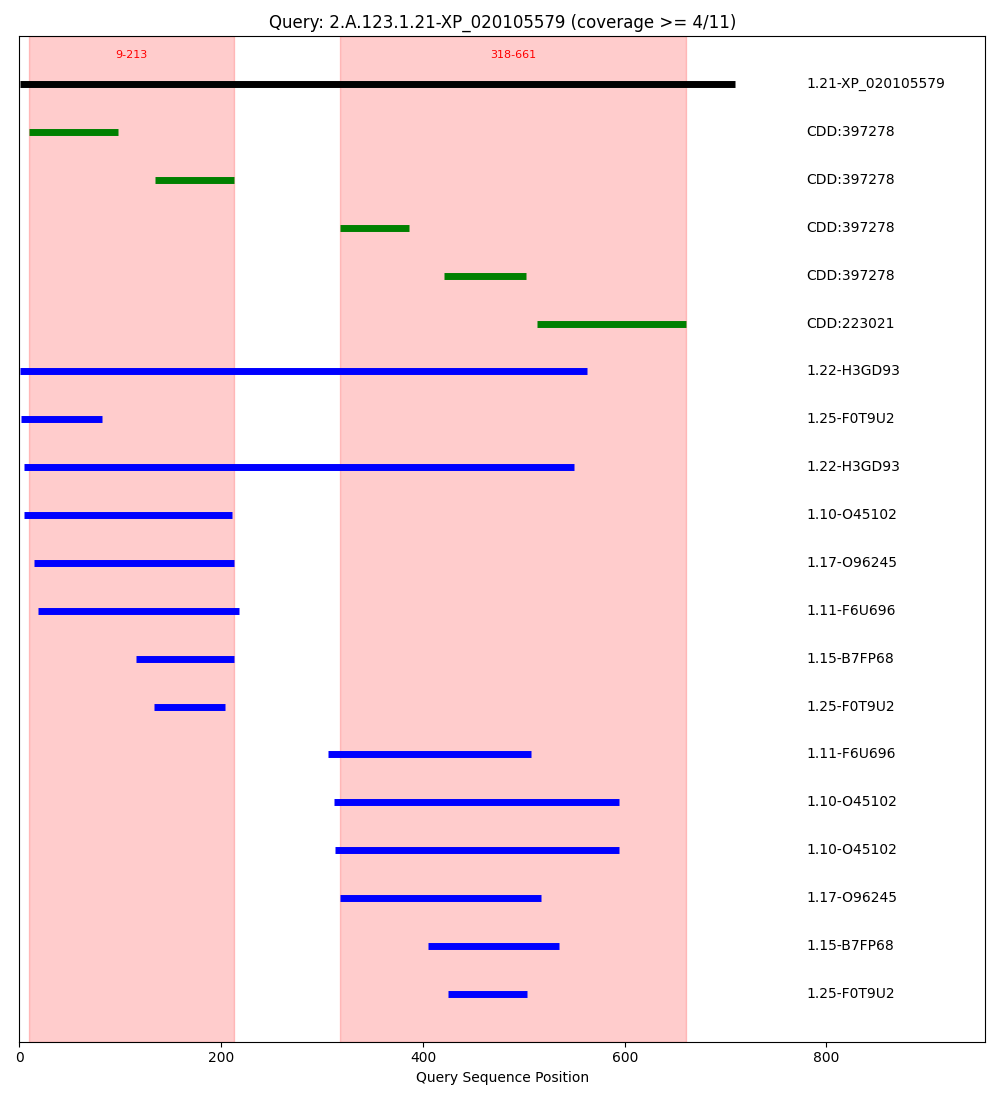 Query: 2.A.123.1.21-XP_020105579 (coverage >= 4/11)
9-213
318-661
1.21-XP_020105579
CDD:397278
CDD:397278
CDD:397278
CDD:397278
CDD:223021
1.22-H3GD93
1.25-F0T9U2
1.22-H3GD93
1.10-O45102
1.17-O96245
1.11-F6U696
1.15-B7FP68
1.25-F0T9U2
1.11-F6U696
1.10-O45102
1.10-O45102
1.17-O96245
1.15-B7FP68
1.25-F0T9U2
0 200 400 600 800
Query Sequence Position